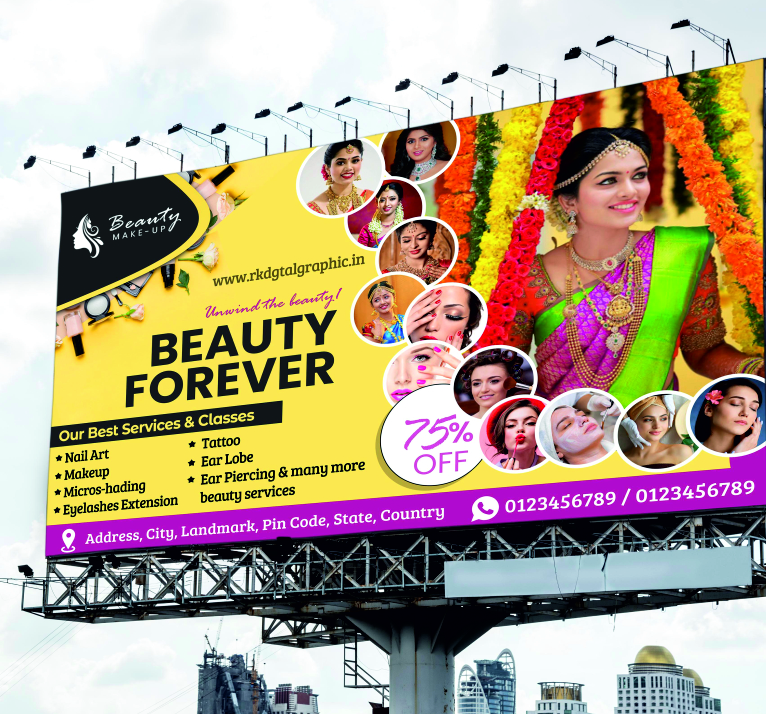 Beauty
MAKE-UP
www.rkdgtalgraphic.in
Unwind the beauty!
BEAUTY
FOREVER
Our Best Services & Classes
★ Nail Art
★ Makeup
★ Micros-hading
★ Eyelashes Extension
★ Tattoo
★ Ear Lobe
★ Ear Piercing & many more
beauty services
75%
OFF
Address, City, Landmark, Pin Code, State, Country
0123456789 / 0123456789